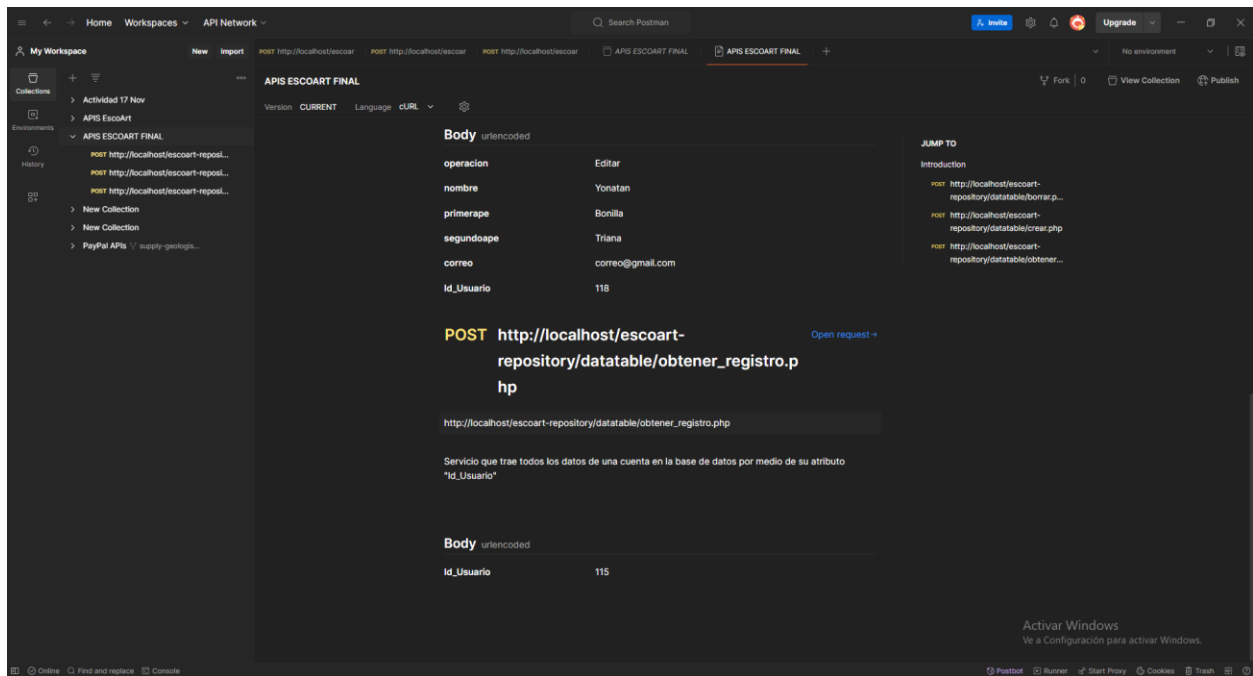 Home Workspaces API Network Search Postman Invite Upgrade
My Workspace New Import POST http://localhost/escoar POST http://localhost/escoar POST http://localhost/escoar APIS ESCOART FINAL APIS ESCOART FINAL No environment
Collections
Environments
History
Actividad 17 Nov
APIS EscoArt
APIS ESCOART FINAL
POST http://localhost/escoart-reposi...
POST http://localhost/escoart-reposi...
POST http://localhost/escoart-reposi...
New Collection
New Collection
PayPal APIs supply-geologis...
APIS ESCOART FINAL Fork 0 View Collection Publish
Version CURRENT Language cURL
Body urlencoded
operacion Editar
nombre Yonatan
primerape Bonilla
segundoape Triana
correo correo@gmail.com
Id_Usuario 118
POST http://localhost/escoart-
repository/datatable/obtener_registro.p
hp
Open request→
http://localhost/escoart-repository/datatable/obtener_registro.php
Servicio que trae todos los datos de una cuenta en la base de datos por medio de su atributo
"Id_Usuario"
Body urlencoded
Id_Usuario 115
JUMP TO
Introduction
POST http://localhost/escoart-
repository/datatable/borrar.p...
POST http://localhost/escoart-
repository/datatable/crear.php
POST http://localhost/escoart-
repository/datatable/obtener...
Activar Windows
Ve a Configuración para activar Windows.
Online Find and replace Console Postbot Runner Start Proxy Cookies Trash